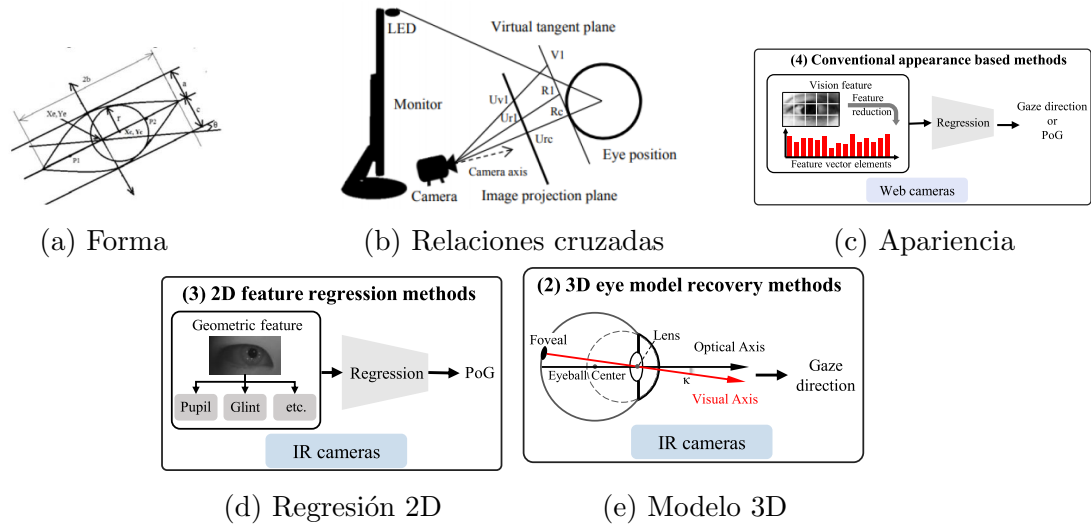 2b
a
c
θ
r
Xe,Ye
Xc, Yc
P2
P1
(a) Forma
LED
Virtual tangent plane
V1
Monitor
Uv1
R1
Ur1
Rc
Urc
Eye position
Camera axis
Camera
Image projection plane
(b) Relaciones cruzadas
(4) Conventional appearance based methods
Vision feature
Feature
reduction
Feature vector elements
Regression
Gaze direction
or
PoG
Web cameras
(c) Apariencia
(3) 2D feature regression methods
Geometric feature
Pupil
Glint
etc.
Regression
PoG
IR cameras
(d) Regresión 2D
(2) 3D eye model recovery methods
Foveal
Lens
Optical Axis
Eyeball Center
κ
Visual Axis
Gaze
direction
IR cameras
(e) Modelo 3D